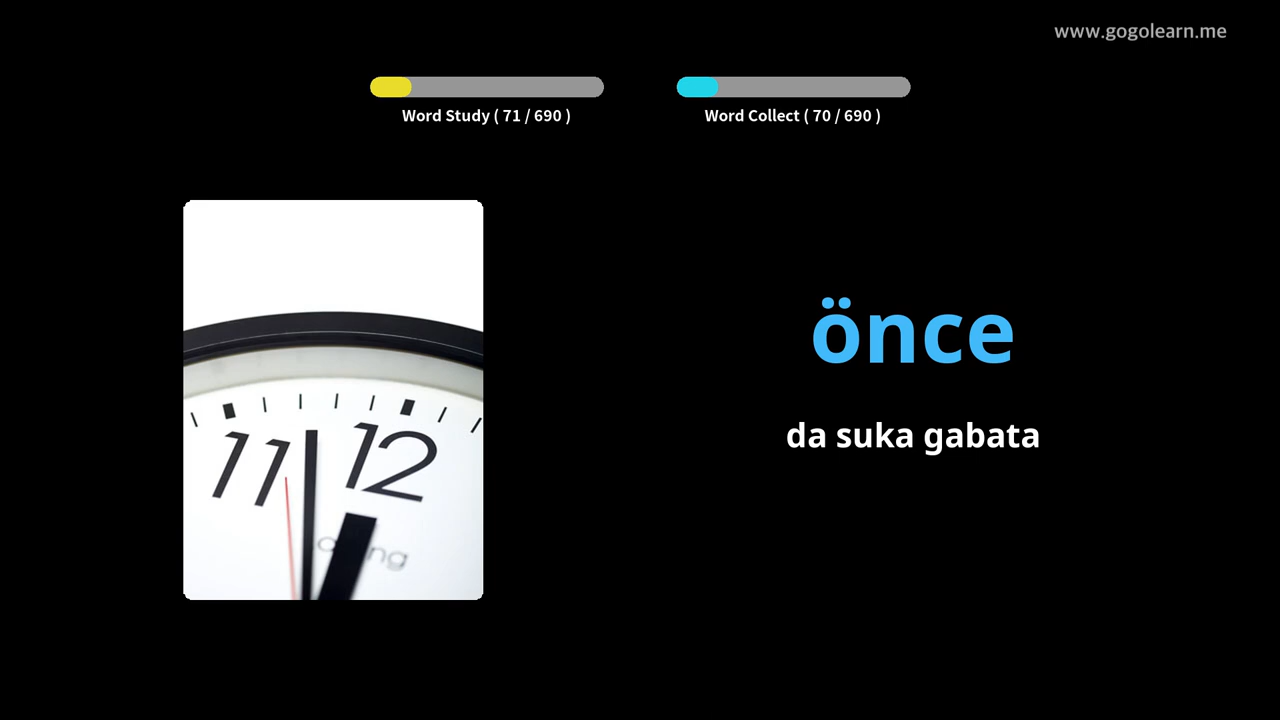 www.gogolearn.me
Word Study ( 71 / 690 )
Word Collect ( 70 / 690 )
önce
da suka gabata
11 12